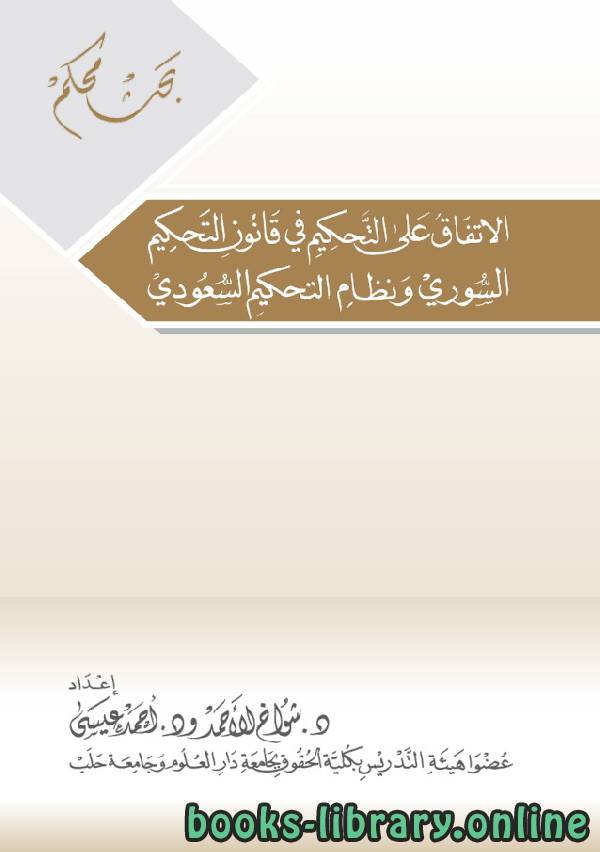 بحث محكم
الاتفاق على التحكيم في قانون التحكيم
السوري ونظام التحكيم السعودي
إعداد
د. شواخ الأحمد ود. أحمد عيسى
عضوا هيئة التدريس بكلية الحقوق بجامعة دار العلوم وجامعة حلب
books-library.online